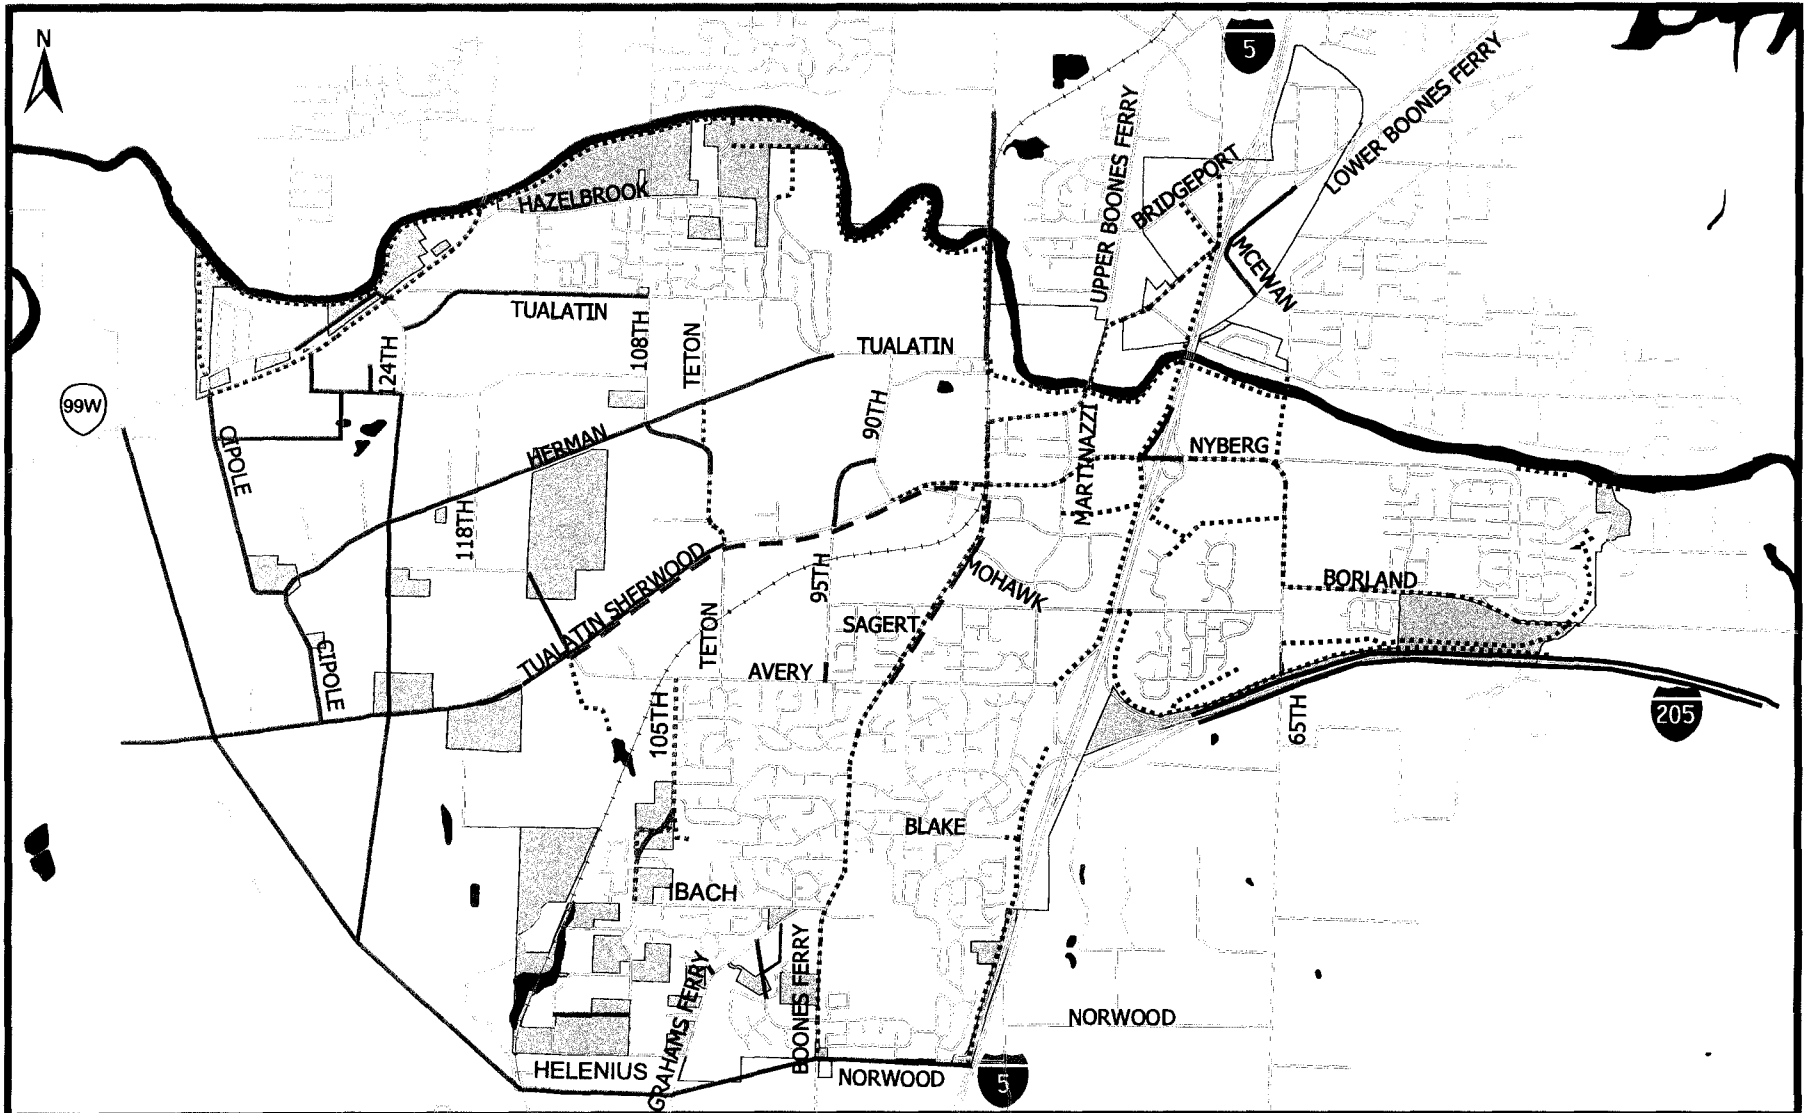 N
5
LOWER BOONES FERRY
UPPER BOONES FERRY
BRIDGEPORT
HAZELBROOK
MCEWAN
TUALATIN
108TH
TETON
TUALATIN
124TH
99W
90TH
MARTINAZZI
CIPOLE
HERMAN
NYBERG
118TH
TUALATIN SHERWOOD
95TH
MOHAWK
BORLAND
SAGERT
TETON
CIPOLE
AVERY
105TH
65TH
205
BLAKE
IBACH
GRAHAMS FERRY
BOONES FERRY
NORWOOD
HELENIUS
NORWOOD
5